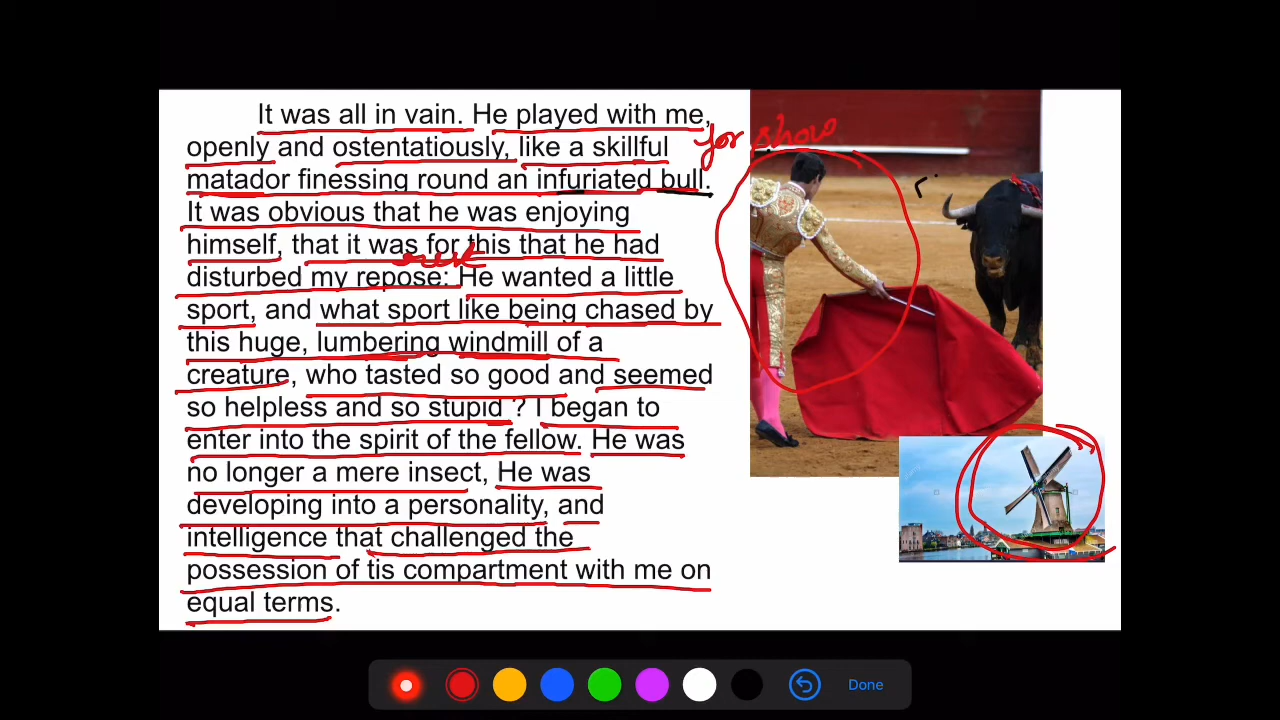 It was all in vain. He played with me,
for show
openly and ostentatiously, like a skillful
matador finessing round an infuriated bull.
It was obvious that he was enjoying
himself, that it was for this that he had
rest
disturbed my repose: He wanted a little
sport, and what sport like being chased by
this huge, lumbering windmill of a
creature, who tasted so good and seemed
so helpless and so stupid ? I began to
enter into the spirit of the fellow. He was
no longer a mere insect, He was
developing into a personality, and
intelligence that challenged the
possession of tis compartment with me on
equal terms.
Done